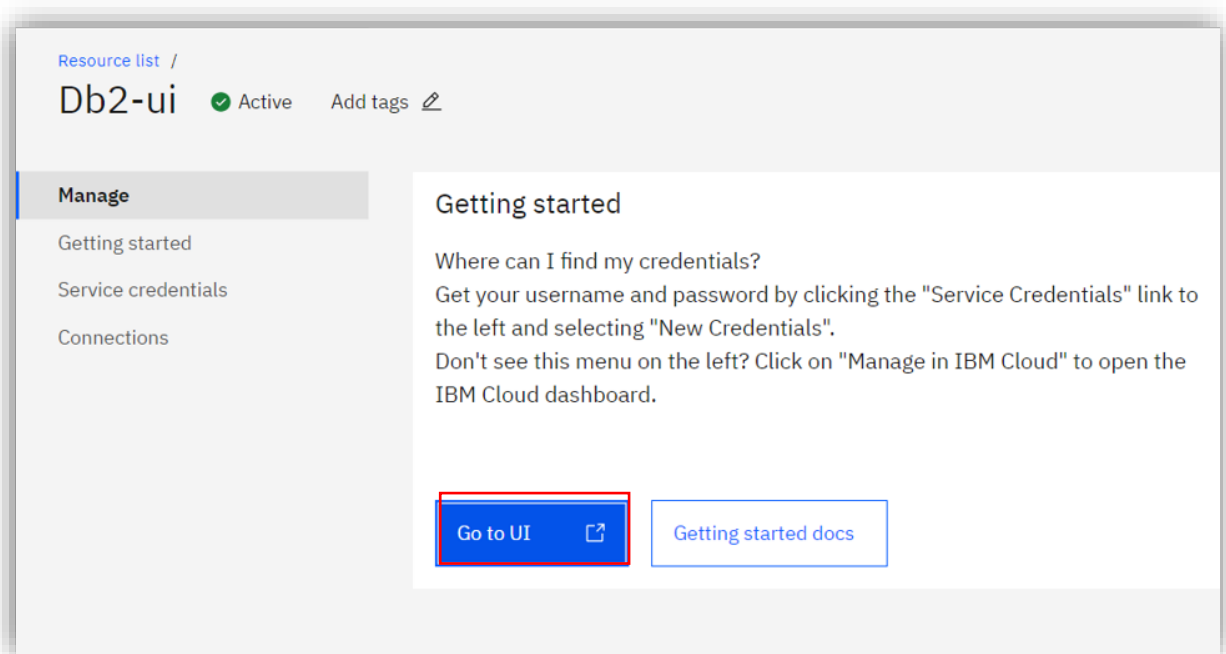 Resource list /
Db2-ui Active Add tags
Manage
Getting started
Service credentials
Connections
Getting started
Where can I find my credentials?
Get your username and password by clicking the "Service Credentials" link to
the left and selecting "New Credentials".
Don't see this menu on the left? Click on "Manage in IBM Cloud" to open the
IBM Cloud dashboard.
Go to UI
Getting started docs